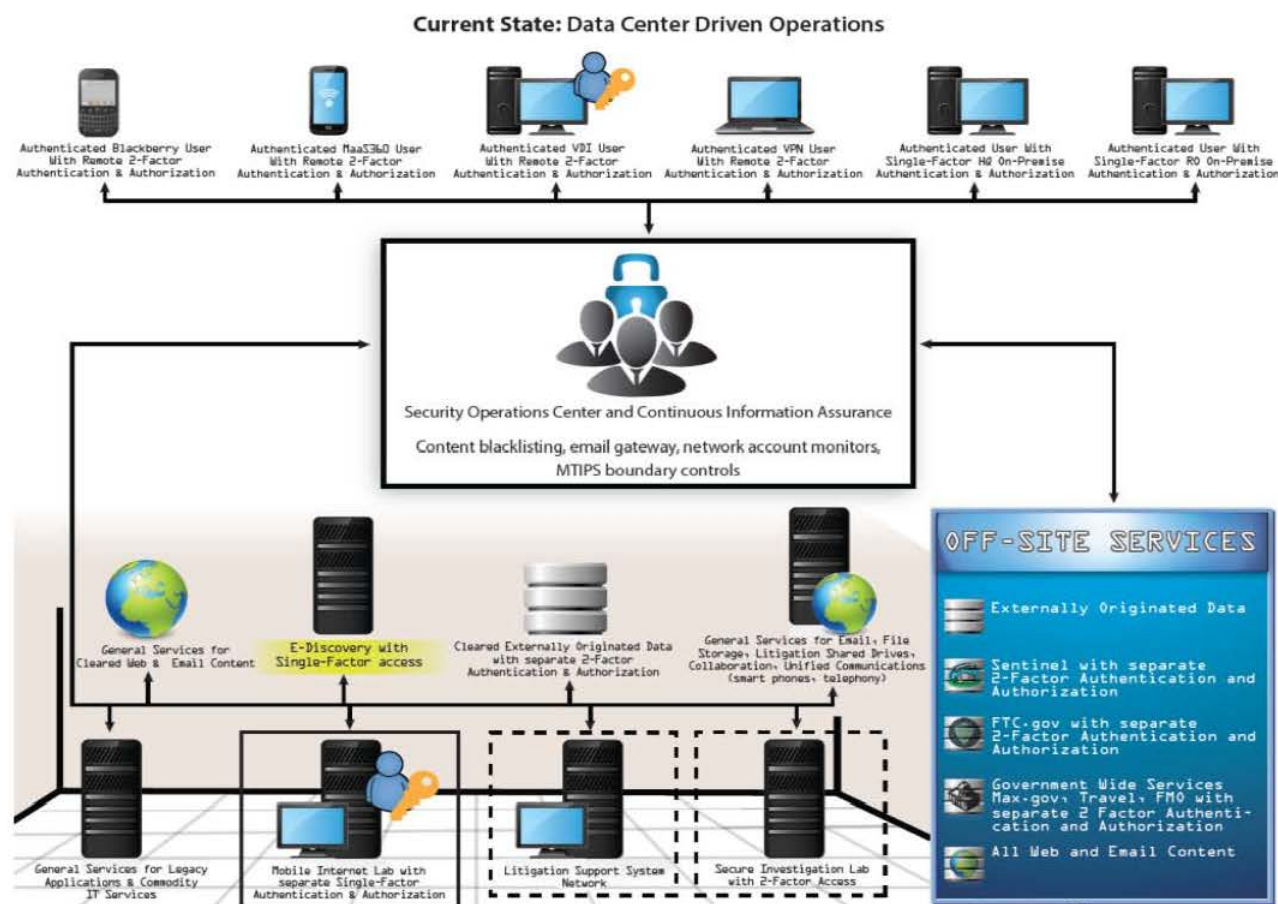 Current State: Data Center Driven Operations
Authenticated Blackberry User
With Remote 2-Factor
Authentication & Authorization
Authenticated MaaS360 User
With Remote 2-Factor
Authentication & Authorization
Authenticated VDI User
With Remote 2-Factor
Authentication & Authorization
Authenticated VPN User
With Remote 2-Factor
Authentication & Authorization
Authenticated User With
Single-Factor HQ On-Premise
Authentication & Authorization
Authenticated User With
Single-Factor RO On-Premise
Authentication & Authorization
Security Operations Center and Continuous Information Assurance
Content blacklisting, email gateway, network account monitors,
MTIPS boundary controls
General Services for
Cleared Web & Email Content
E-Discovery with
Single-Factor access
Cleared Externally Originated Data
with separate 2-Factor
Authentication & Authorization
General Services for Email, File
Storage, Litigation Shared Drives,
Collaboration, Unified Communications
(smart phones, telephony)
General Services for Legacy
Applications & Commodity
IT Services
Mobile Internet Lab with
separate Single-Factor
Authentication & Authorization
Litigation Support System
Network
Secure Investigation Lab
with 2-Factor Access
OFF-SITE SERVICES
Externally Originated Data
Sentinel with separate
2-Factor Authentication and
Authorization
FTC.gov with separate
2-Factor Authentication and
Authorization
Government Wide Services
Max.gov, Travel, FMO with
separate 2 Factor Authenti-
cation and Authorization
All Web and Email Content